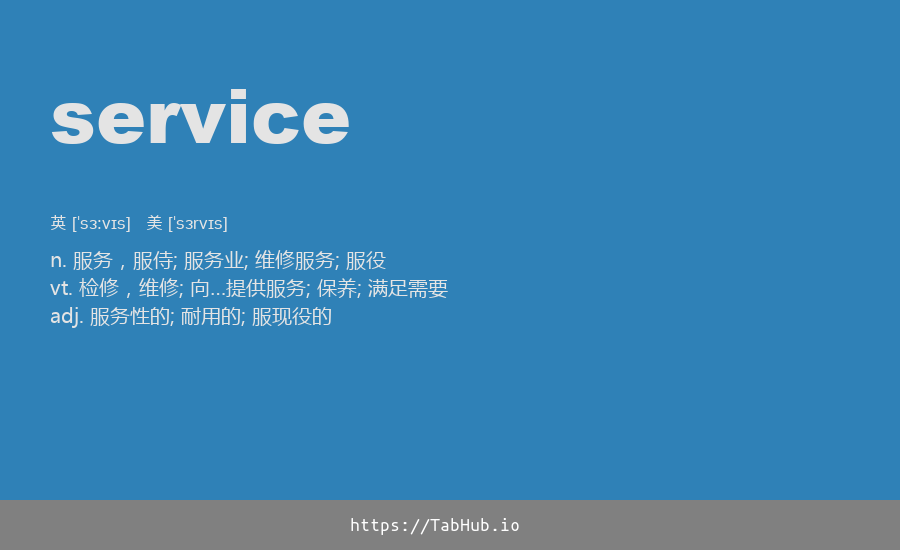 service
英 [ˈsɜːvɪs] 美 [ˈsɜrvɪs]
n. 服务，服侍; 服务业; 维修服务; 服役
vt. 检修，维修; 向…提供服务; 保养; 满足需要
adj. 服务性的; 耐用的; 服现役的
https://TabHub.io